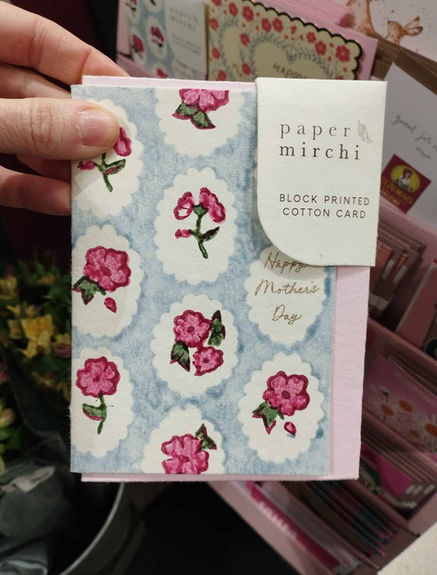 paper
mirchi
BLOCK PRINTED
COTTON CARD
Happy
Mother's
Day